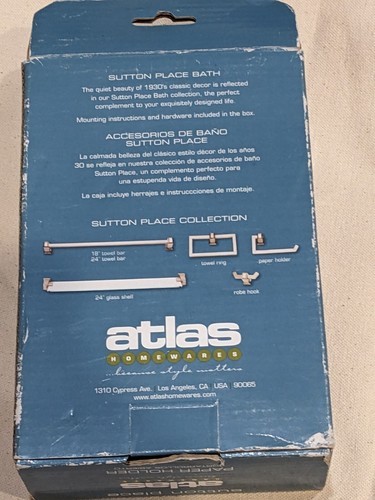 SUTTON PLACE BATH
The quiet beauty of 1930's classic decor is reflected
in our Sutton Place Bath collection, the perfect
complement to your exquisitely designed life.
Mounting instructions and hardware included in the box.
ACCESORIOS DE BAÑO
SUTTON PLACE
La calmada belleza del clásico estilo décor de los años
30 se refleja en nuestra colección de accesorios de baño
Sutton Place, un complemento perfecto para
una estupenda vida de diseño.
La caja incluye herrajes e instruccciones de montaje.
SUTTON PLACE COLLECTION
18" towel bar
24" towel bar
towel ring
paper holder
24" glass shelf
robe hook
atlas
HOMEWARES
...because style matters
1310 Cypress Ave. Los Angeles, CA USA 90065
www.atlashomewares.com
PAPER HOLDER
sutton place